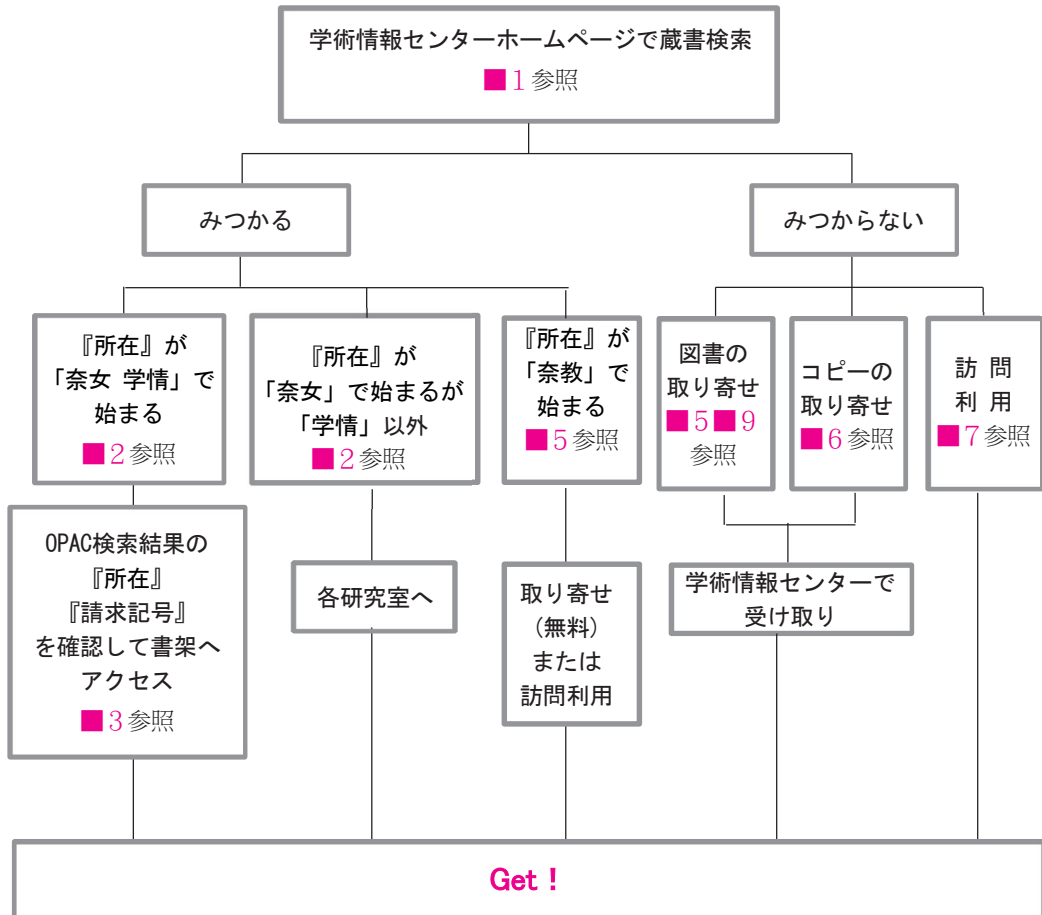 学術情報センターホームページで蔵書検索
■１参照
みつかる
みつからない
『所在』が
「奈女 学情」で
始まる
■２参照
『所在』が
「奈女」で始まるが
「学情」以外
■２参照
『所在』が
「奈教」で
始まる
■５参照
図書の
取り寄せ
■５■９
参照
コピーの
取り寄せ
■６参照
訪 問
利 用
■７参照
OPAC検索結果の
『所在』
『請求記号』
を確認して書架へ
アクセス
■３参照
各研究室へ
取り寄せ
(無料)
または
訪問利用
学術情報センターで
受け取り
Get！